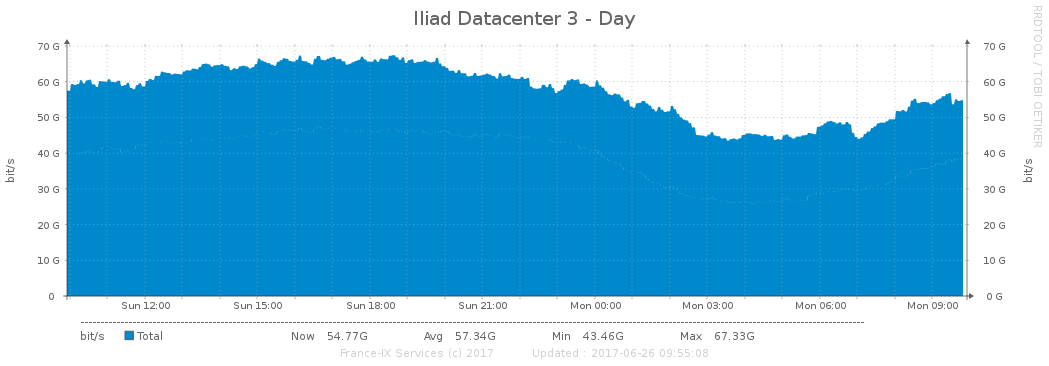 Iliad Datacenter 3 - Day
RRDTOOL / TOBI OETIKER
70 G 70 G
60 G 60 G
50 G 50 G
40 G 40 G
30 G 30 G
20 G 20 G
10 G 10 G
0 0 G
bit/s bit/s
Sun 12:00 Sun 15:00 Sun 18:00 Sun 21:00 Mon 00:00 Mon 03:00 Mon 06:00 Mon 09:00
bit/s Total Now 54.77G Avg 57.34G Min 43.46G Max 67.33G
France-IX Services (c) 2017 Updated : 2017-06-26 09:55:08